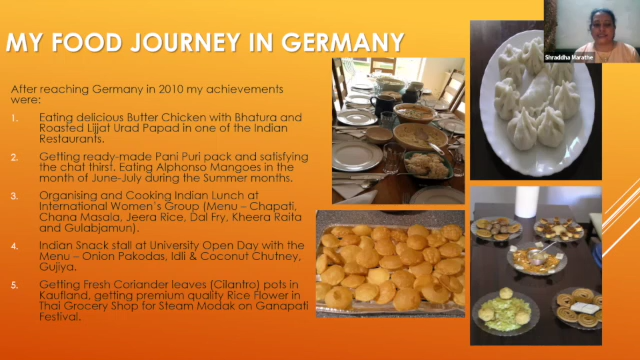 MY FOOD JOURNEY IN GERMANY
Shraddha Marathe
After reaching Germany in 2010 my achievements
were:
1. Eating delicious Butter Chicken with Bhatura and
Roasted Lijjat Urad Papad in one of the Indian
Restaurants.
2. Getting ready-made Pani Puri pack and satisfying
the chat thirst. Eating Alphonso Mangoes in the
month of June-July during the Summer months.
3. Organising and Cooking Indian Lunch at
International Women's Group (Menu – Chapati,
Chana Masala, Jeera Rice, Dal Fry, Kheera Raita
and Gulabjamun).
4. Indian Snack stall at University Open Day with the
Menu – Onion Pakodas, Idli & Coconut Chutney,
Gujiya.
5. Getting Fresh Coriander leaves (Cilantro) pots in
Kaufland, getting premium quality Rice Flower in
Thai Grocery Shop for Steam Modak on Ganapati
Festival.